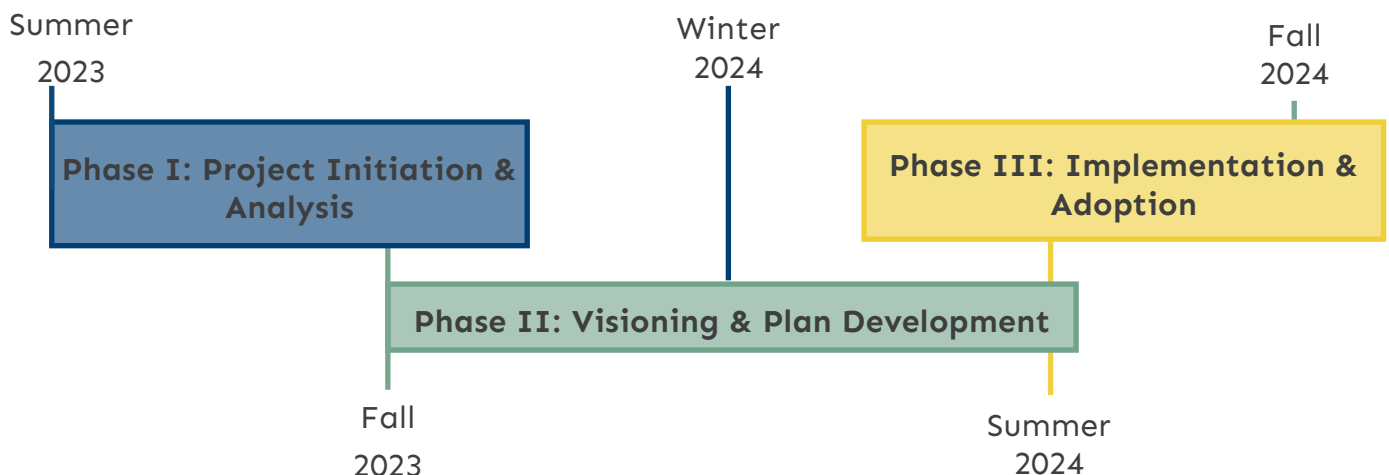 Summer
2023
Winter
2024
Fall
2024
Phase I: Project Initiation &
Analysis
Phase III: Implementation &
Adoption
Phase II: Visioning & Plan Development
Fall
2023
Summer
2024